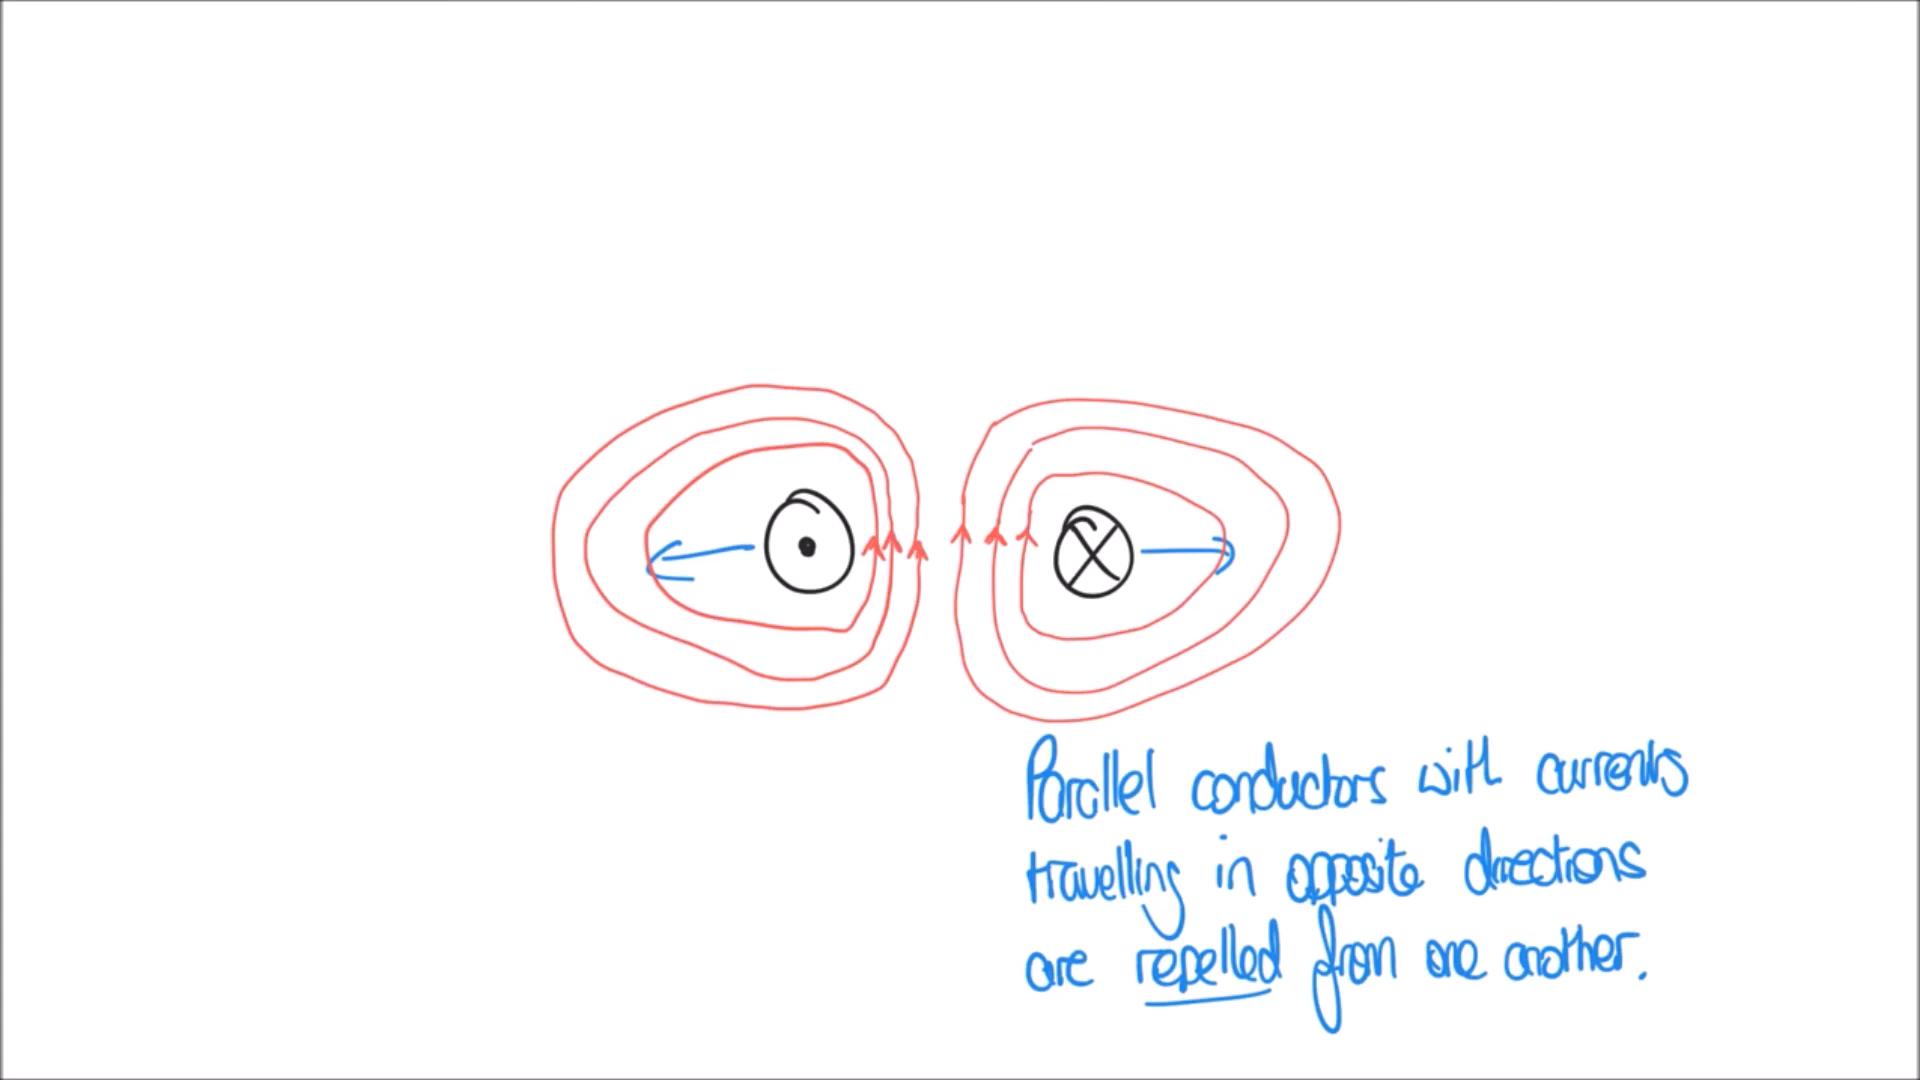 Parallel conductors with currents
travelling in opposite directions
are repelled from one another.